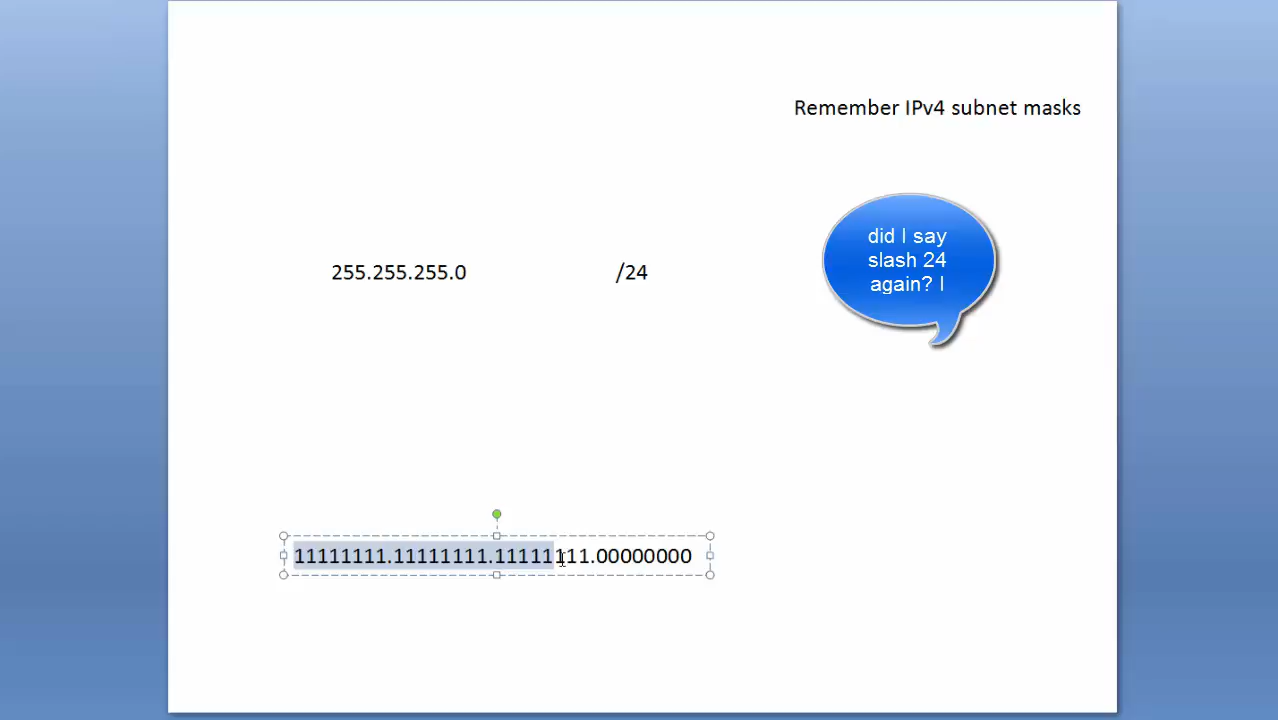 Remember IPv4 subnet masks
did I say
slash 24
again? I
255.255.255.0 /24
11111111.11111111.11111111.00000000